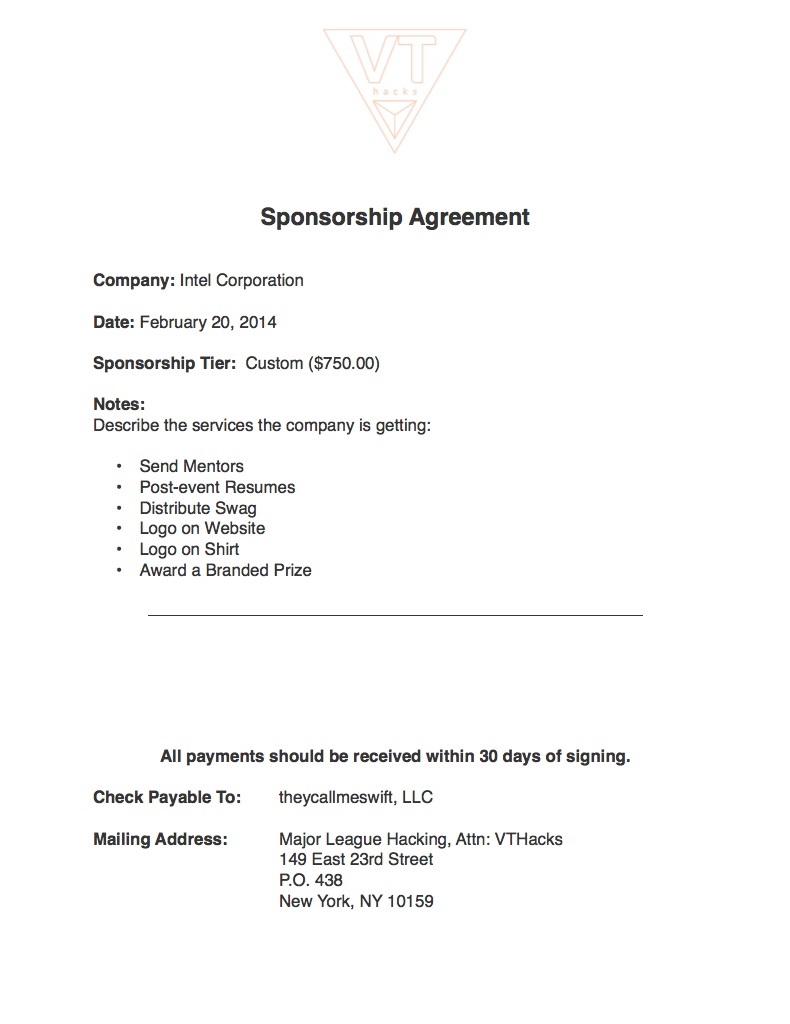 VT
hacks
Sponsorship Agreement
Company: Intel Corporation
Date: February 20, 2014
Sponsorship Tier:  Custom ($750.00)
Notes:
Describe the services the company is getting:
• Send Mentors
• Post-event Resumes
• Distribute Swag
• Logo on Website
• Logo on Shirt
• Award a Branded Prize
All payments should be received within 30 days of signing.
Check Payable To: theycallmeswift, LLC
Mailing Address: Major League Hacking, Attn: VTHacks
149 East 23rd Street
P.O. 438
New York, NY 10159